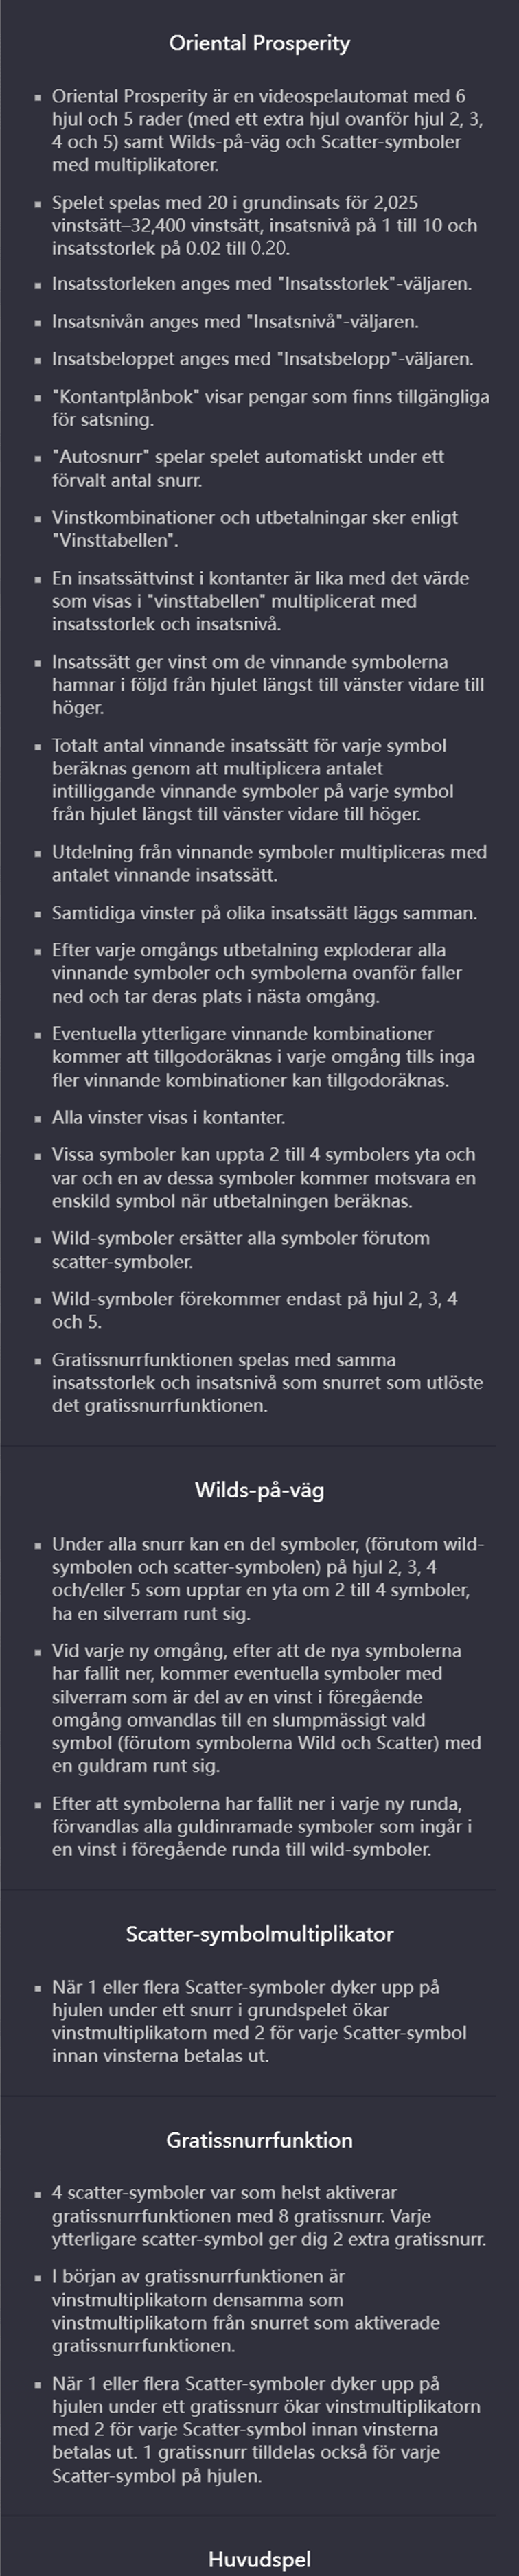 Oriental Prosperity
▪ Oriental Prosperity är en videospelautomat med 6
hjul och 5 rader (med ett extra hjul ovanför hjul 2, 3,
4 och 5) samt Wilds-på-väg och Scatter-symboler
med multiplikatorer.
▪ Spelet spelas med 20 i grundinsats för 2,025
vinstsätt–32,400 vinstsätt, insatsnivå på 1 till 10 och
insatsstorlek på 0.02 till 0.20.
▪ Insatsstorleken anges med "Insatsstorlek"-väljaren.
▪ Insatsnivån anges med "Insatsnivå"-väljaren.
▪ Insatsbeloppet anges med "Insatsbelopp"-väljaren.
▪ "Kontantplånbok" visar pengar som finns tillgängliga
för satsning.
▪ "Autosnurr" spelar spelet automatiskt under ett
förvalt antal snurr.
▪ Vinstkombinationer och utbetalningar sker enligt
"Vinsttabellen".
▪ En insatssättvinst i kontanter är lika med det värde
som visas i "vinsttabellen" multiplicerat med
insatsstorlek och insatsnivå.
▪ Insatssätt ger vinst om de vinnande symbolerna
hamnar i följd från hjulet längst till vänster vidare till
höger.
▪ Totalt antal vinnande insatssätt för varje symbol
beräknas genom att multiplicera antalet
intilliggande vinnande symboler på varje symbol
från hjulet längst till vänster vidare till höger.
▪ Utdelning från vinnande symboler multipliceras med
antalet vinnande insatssätt.
▪ Samtidiga vinster på olika insatssätt läggs samman.
▪ Efter varje omgångs utbetalning exploderar alla
vinnande symboler och symbolerna ovanför faller
ned och tar deras plats i nästa omgång.
▪ Eventuella ytterligare vinnande kombinationer
kommer att tillgodoräknas i varje omgång tills inga
fler vinnande kombinationer kan tillgodoräknas.
▪ Alla vinster visas i kontanter.
▪ Vissa symboler kan uppta 2 till 4 symbolers yta och
var och en av dessa symboler kommer motsvara en
enskild symbol när utbetalningen beräknas.
▪ Wild-symboler ersätter alla symboler förutom
scatter-symboler.
▪ Wild-symboler förekommer endast på hjul 2, 3, 4
och 5.
▪ Gratissnurrfunktionen spelas med samma
insatsstorlek och insatsnivå som snurret som utlöste
det gratissnurrfunktionen.
Wilds-på-väg
▪ Under alla snurr kan en del symboler, (förutom wild-
symbolen och scatter-symbolen) på hjul 2, 3, 4
och/eller 5 som upptar en yta om 2 till 4 symboler,
ha en silverram runt sig.
▪ Vid varje ny omgång, efter att de nya symbolerna
har fallit ner, kommer eventuella symboler med
silverram som är del av en vinst i föregående
omgång omvandlas till en slumpmässigt vald
symbol (förutom symbolerna Wild och Scatter) med
en guldram runt sig.
▪ Efter att symbolerna har fallit ner i varje ny runda,
förvandlas alla guldinramade symboler som ingår i
en vinst i föregående runda till wild-symboler.
Scatter-symbolmultiplikator
▪ När 1 eller flera Scatter-symboler dyker upp på
hjulen under ett snurr i grundspelet ökar
vinstmultiplikatorn med 2 för varje Scatter-symbol
innan vinsterna betalas ut.
Gratissnurrfunktion
▪ 4 scatter-symboler var som helst aktiverar
gratissnurrfunktionen med 8 gratissnurr. Varje
ytterligare scatter-symbol ger dig 2 extra gratissnurr.
▪ I början av gratissnurrfunktionen är
vinstmultiplikatorn densamma som
vinstmultiplikatorn från snurret som aktiverade
gratissnurrfunktionen.
▪ När 1 eller flera Scatter-symboler dyker upp på
hjulen under ett gratissnurr ökar vinstmultiplikatorn
med 2 för varje Scatter-symbol innan vinsterna
betalas ut. 1 gratissnurr tilldelas också för varje
Scatter-symbol på hjulen.
Huvudspel